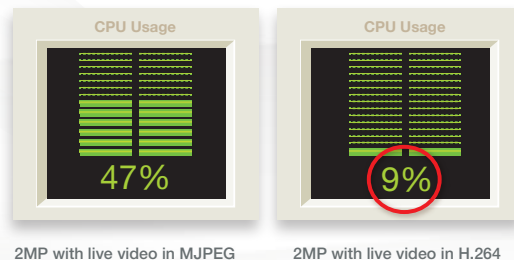 CPU Usage
CPU Usage
47%
9%
2MP with live video in MJPEG
2MP with live video in H.264